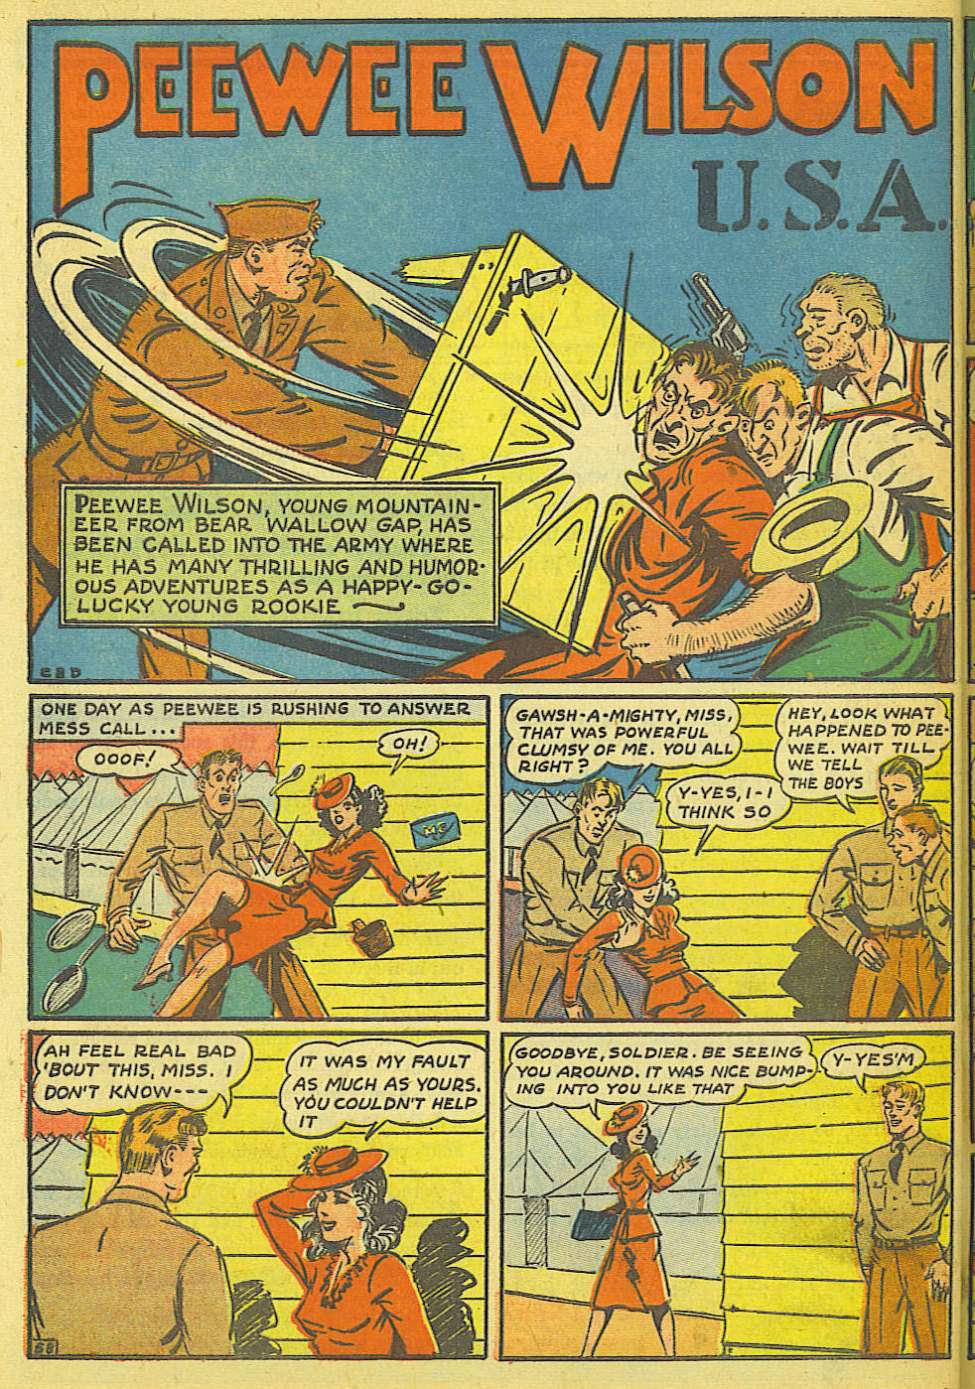 PEEWEE WILSON
U.S.A.
PEEWEE WILSON, YOUNG MOUNTAIN-
EER FROM BEAR WALLOW GAP, HAS
BEEN CALLED INTO THE ARMY WHERE
HE HAS MANY THRILLING AND HUMOR-
OUS ADVENTURES AS A HAPPY-GO-
LUCKY YOUNG ROOKIE
ONE DAY AS PEEWEE IS RUSHING TO ANSWER
MESS CALL...
OOOF!
OH!
GAWSH-A-MIGHTY, MISS,
THAT WAS POWERFUL
CLUMSY OF ME. YOU ALL
RIGHT?
Y-YES, I-I
THINK SO
HEY, LOOK WHAT
HAPPENED TO PEE-
WEE. WAIT TILL
WE TELL
THE BOYS
AH FEEL REAL BAD
'BOUT THIS, MISS. I
DON'T KNOW---
IT WAS MY FAULT
AS MUCH AS YOURS.
YOU COULDN'T HELP
IT
58
GOODBYE, SOLDIER. BE SEEING
YOU AROUND. IT WAS NICE BUMP-
ING INTO YOU LIKE THAT
Y-YES'M